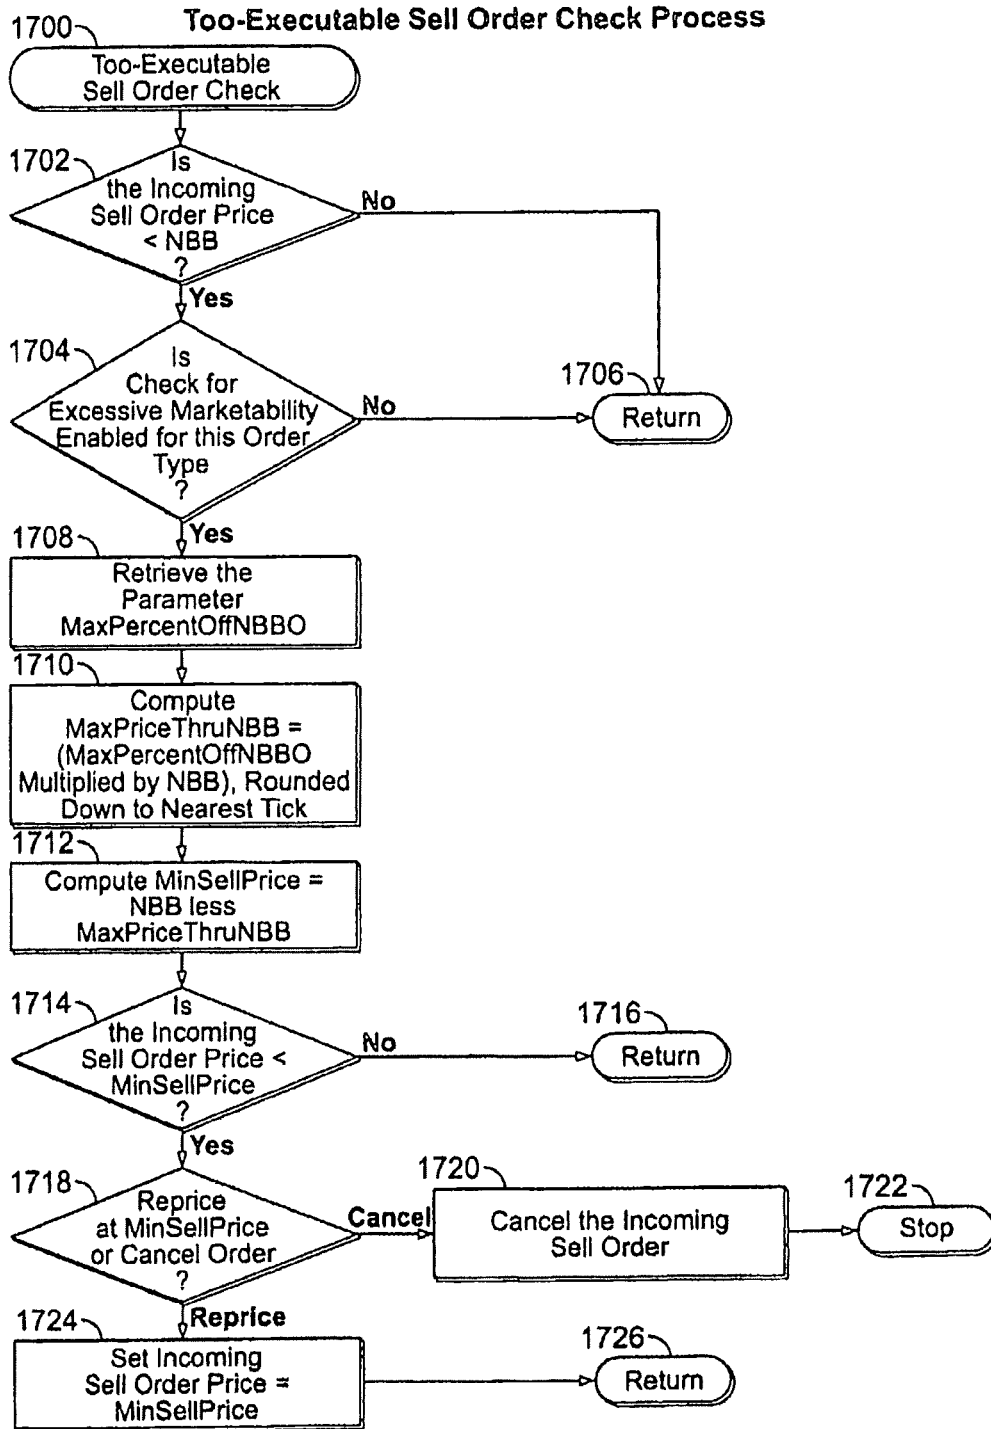 Too-Executable Sell Order Check Process
1700
Too-Executable
Sell Order Check
1702
Is
the Incoming
Sell Order Price
< NBB
?
No
Yes
1704
Is
Check for
Excessive Marketability
Enabled for this Order
Type
?
No
1706
Return
Yes
1708
Retrieve the
Parameter
MaxPercentOffNBBO
1710
Compute
MaxPriceThruNBB =
(MaxPercentOffNBBO
Multiplied by NBB), Rounded
Down to Nearest Tick
1712
Compute MinSellPrice =
NBB less
MaxPriceThruNBB
1714
Is
the Incoming
Sell Order Price <
MinSellPrice
?
No
1716
Return
Yes
1718
Reprice
at MinSellPrice
or Cancel Order
?
Cancel
1720
Cancel the Incoming
Sell Order
1722
Stop
Reprice
1724
Set Incoming
Sell Order Price =
MinSellPrice
1726
Return